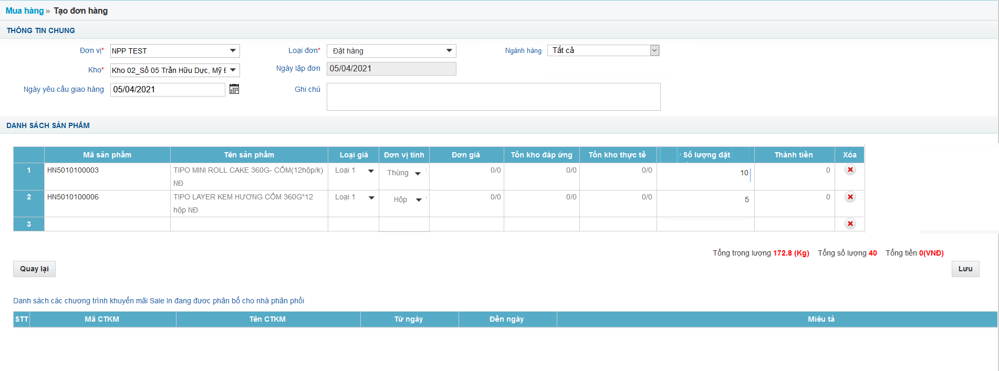 Mua hàng » Tạo đơn hàng
THÔNG TIN CHUNG
Đơn vị* NPP TEST Loại đơn* Đặt hàng Ngành hàng Tất cả
Kho* Kho 02_Số 05 Trần Hữu Dực, Mỹ Đ Ngày lập đơn 05/04/2021
Ngày yêu cầu giao hàng 05/04/2021 Ghi chú
DANH SÁCH SẢN PHẨM
Mã sản phẩm Tên sản phẩm Loại giá Đơn vị tính Đơn giá Tồn kho đáp ứng Tồn kho thực tế Số lượng đặt Thành tiền Xóa
1 HN5010100003 TIPO MINI ROLL CAKE 360G- CỐM(12hộp/k) Loại 1 Thùng 0/0 0/0 0/0 10 0
NĐ
2 HN5010100006 TIPO LAYER KEM HƯƠNG CỐM 360G*12 Loại 1 Hộp 0/0 0/0 0/0 5 0
hộp NĐ
3
Tổng trọng lượng 172.8 (Kg) Tổng số lượng 40 Tổng tiền 0(VNĐ)
Quay lại Lưu
Danh sách các chương trình khuyến mãi Sale In đang được phân bổ cho nhà phân phối
STT Mã CTKM Tên CTKM Từ ngày Đến ngày Miêu tả